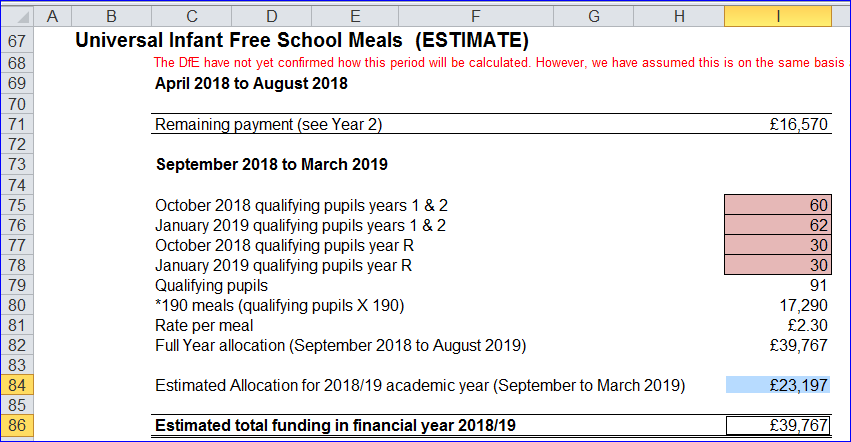 A B C D E F G H I
67 Universal Infant Free School Meals (ESTIMATE)
68 The DfE have not yet confirmed how this period will be calculated. However, we have assumed this is on the same basis
69 April 2018 to August 2018
70
71 Remaining payment (see Year 2) £16,570
72
73 September 2018 to March 2019
74
75 October 2018 qualifying pupils years 1 & 2 60
76 January 2019 qualifying pupils years 1 & 2 62
77 October 2018 qualifying pupils year R 30
78 January 2019 qualifying pupils year R 30
79 Qualifying pupils 91
80 *190 meals (qualifying pupils X 190) 17,290
81 Rate per meal £2.30
82 Full Year allocation (September 2018 to August 2019) £39,767
83
84 Estimated Allocation for 2018/19 academic year (September to March 2019) £23,197
85
86 Estimated total funding in financial year 2018/19 £39,767